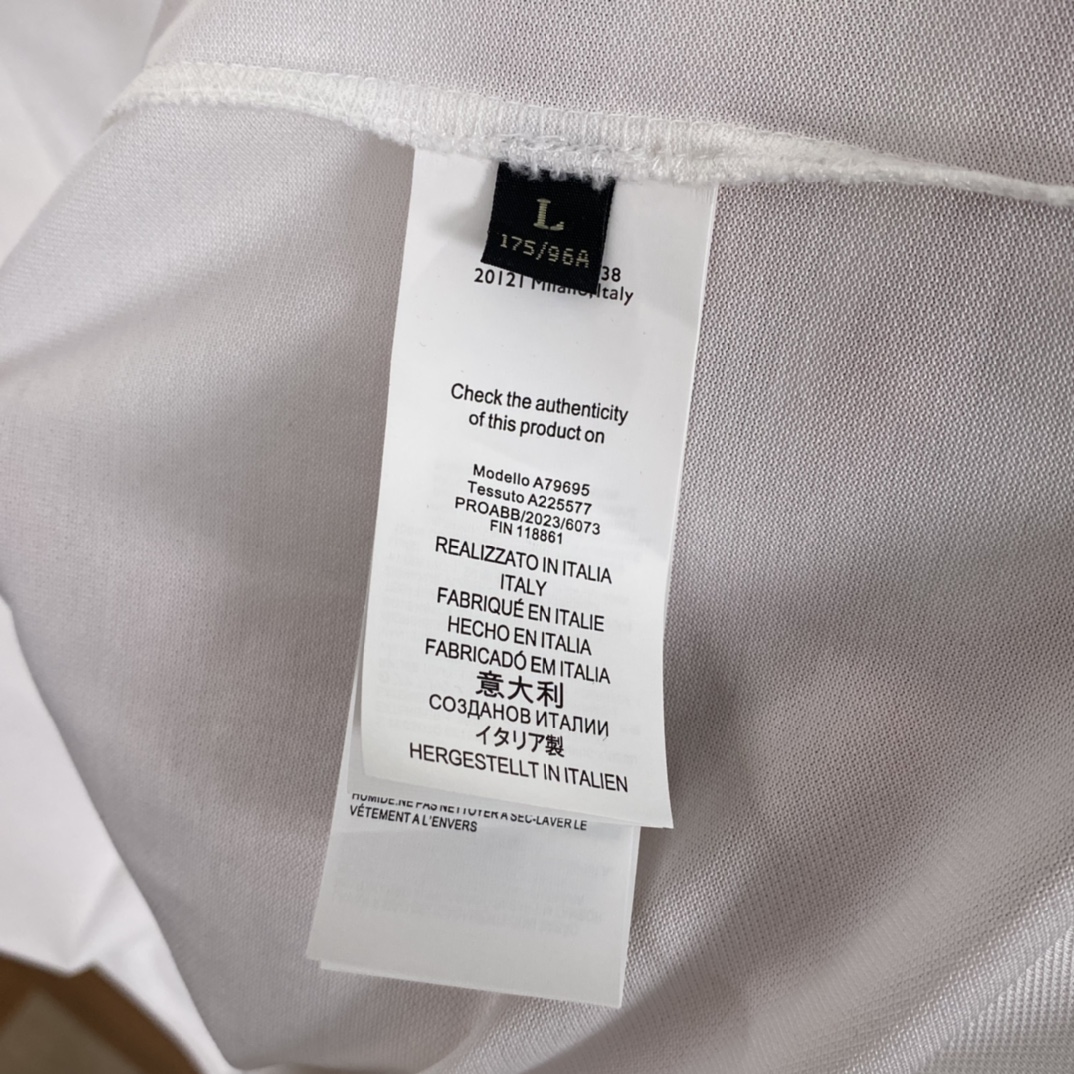 L
175/96A
38
20121 Milano, Italy
Check the authenticity
of this product on
Modello A79695
Tessuto A225577
PROABB/2023/6073
FIN 118861
REALIZZATO IN ITALIA
ITALY
FABRIQUÉ EN ITALIE
HECHO EN ITALIA
FABRICADÓ EM ITALIA
意大利
СОЗДАНОВ ИТАЛИИ
イタリア製
HERGESTELLT IN ITALIEN
HUMIDE.NE PAS NETTOYER A SEC-LAVER LE
VÉTEMENT A L'ENVERS